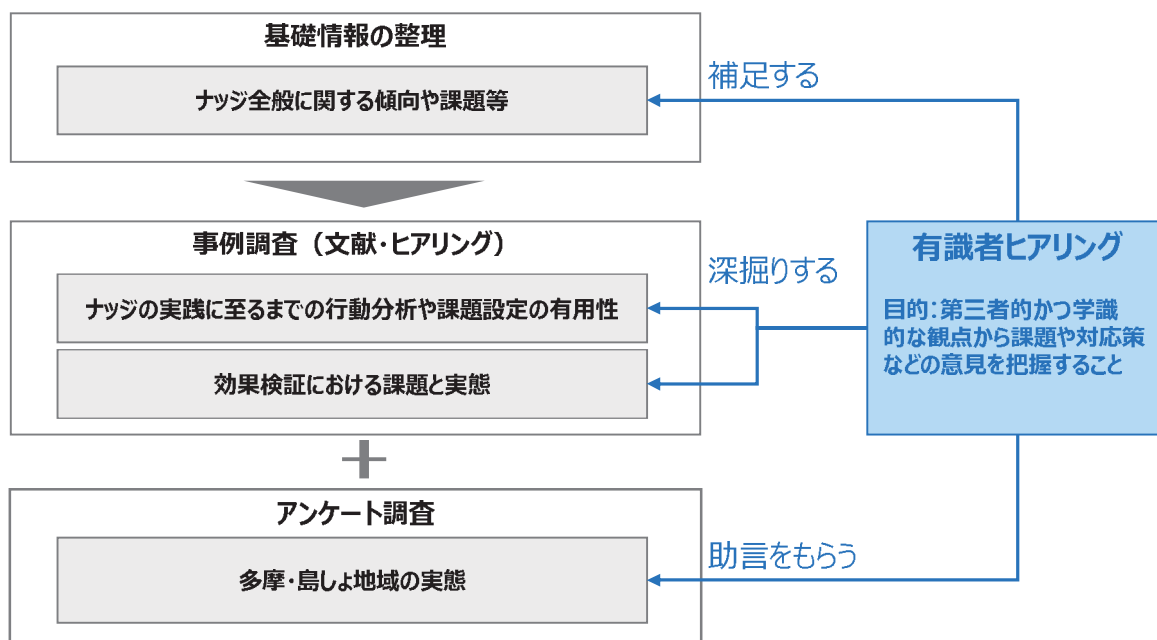 基礎情報の整理
ナッジ全般に関する傾向や課題等
補足する
事例調査（文献・ヒアリング）
ナッジの実践に至るまでの行動分析や課題設定の有用性
効果検証における課題と実態
深掘りする
有識者ヒアリング
目的：第三者的かつ学識
的な観点から課題や対応策
などの意見を把握すること
アンケート調査
多摩・島しょ地域の実態
助言をもらう